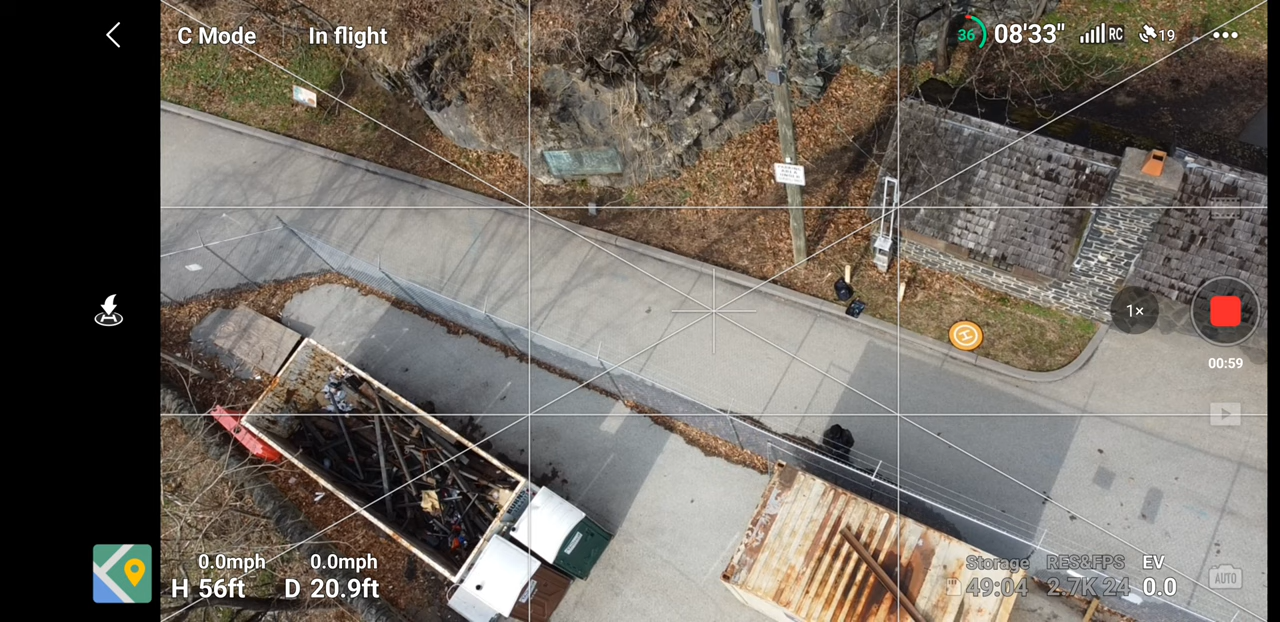 C Mode
In flight
36
08'33"
RC
19
1×
00:59
0.0mph
0.0mph
H 56ft
D 20.9ft
Storage
RES&FPS
EV
49:04
2.7K 24
0.0
AUTO
H